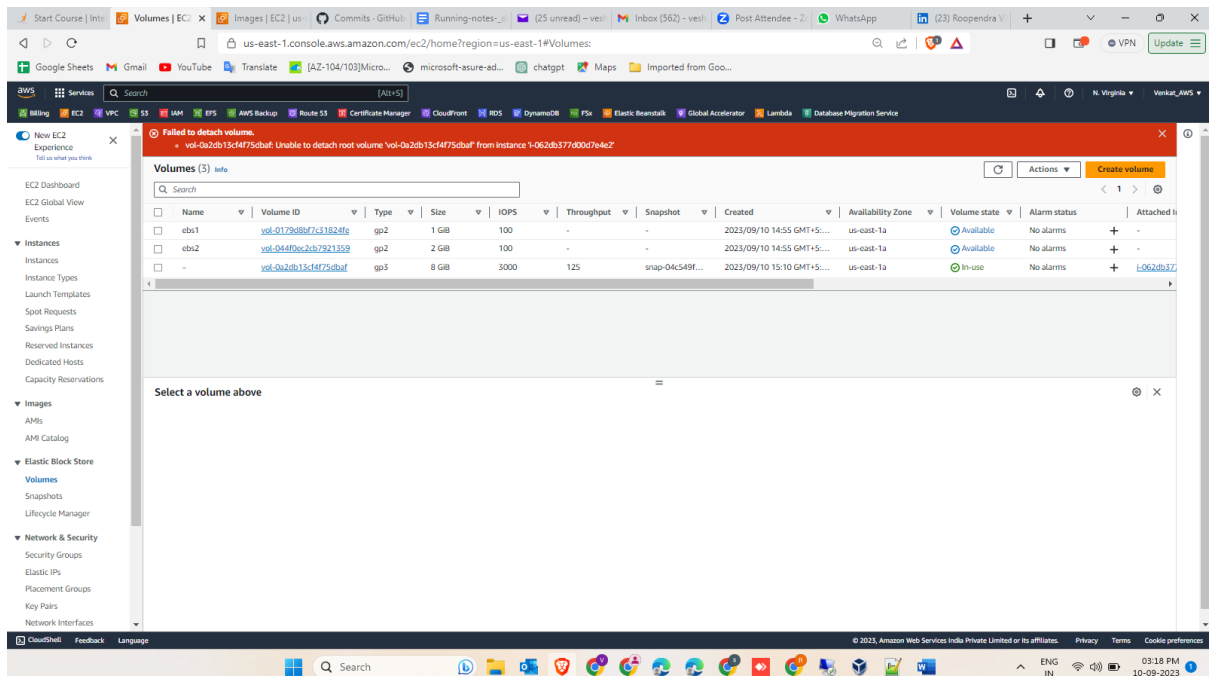 Start Course | Inte
Volumes | EC2
Images | EC2 | us-
Commits · GitHub
Running-notes-_d
(25 unread) – vesh
Inbox (562) - vesh
Post Attendee - Z
WhatsApp
(23) Roopendra V
us-east-1.console.aws.amazon.com/ec2/home?region=us-east-1#Volumes:
VPN
Update
Google Sheets Gmail YouTube Translate [AZ-104/103]Micro... microsoft-asure-ad... chatgpt Maps Imported from Goo...
aws Services Search [Alt+S] N. Virginia Venkat_AWS
Billing EC2 VPC S3 IAM EFS AWS Backup Route 53 Certificate Manager CloudFront RDS DynamoDB FSx Elastic Beanstalk Global Accelerator Lambda Database Migration Service
New EC2
Experience
Tell us what you think
EC2 Dashboard
EC2 Global View
Events
Instances
Instances
Instance Types
Launch Templates
Spot Requests
Savings Plans
Reserved Instances
Dedicated Hosts
Capacity Reservations
Images
AMIs
AMI Catalog
Elastic Block Store
Volumes
Snapshots
Lifecycle Manager
Network & Security
Security Groups
Elastic IPs
Placement Groups
Key Pairs
Network Interfaces
Failed to detach volume.
vol-0a2db13cf4f75dbaf: Unable to detach root volume 'vol-0a2db13cf4f75dbaf' from instance 'i-062db377d00d7e4e2'
Volumes (3) Info
Actions
Create volume
Search
1
Name Volume ID Type Size IOPS Throughput Snapshot Created Availability Zone Volume state Alarm status Attached In
ebs1 vol-0179d8bf7c31824fe gp2 1 GiB 100 - - 2023/09/10 14:55 GMT+5:... us-east-1a Available No alarms + -
ebs2 vol-044f0ec2cb7921359 gp2 2 GiB 100 - - 2023/09/10 14:55 GMT+5:... us-east-1a Available No alarms + -
- vol-0a2db13cf4f75dbaf gp3 8 GiB 3000 125 snap-04c549f... 2023/09/10 15:10 GMT+5:... us-east-1a In-use No alarms + i-062db377
Select a volume above
CloudShell Feedback Language
© 2023, Amazon Web Services India Private Limited or its affiliates. Privacy Terms Cookie preferences
Search
ENG
IN
03:18 PM
10-09-2023
1